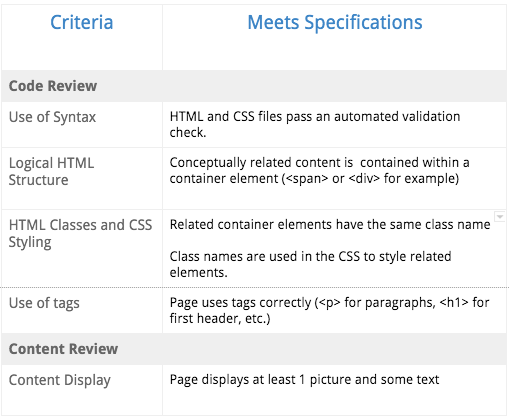 Criteria
Meets Specifications
Code Review
Use of Syntax
HTML and CSS files pass an automated validation
check.
Logical HTML
Structure
Conceptually related content is  contained within a
container element (<span> or <div> for example)
HTML Classes and CSS
Styling
Related container elements have the same class name
Class names are used in the CSS to style related
elements.
Use of tags
Page uses tags correctly (<p> for paragraphs, <h1> for
first header, etc.)
Content Review
Content Display
Page displays at least 1 picture and some text